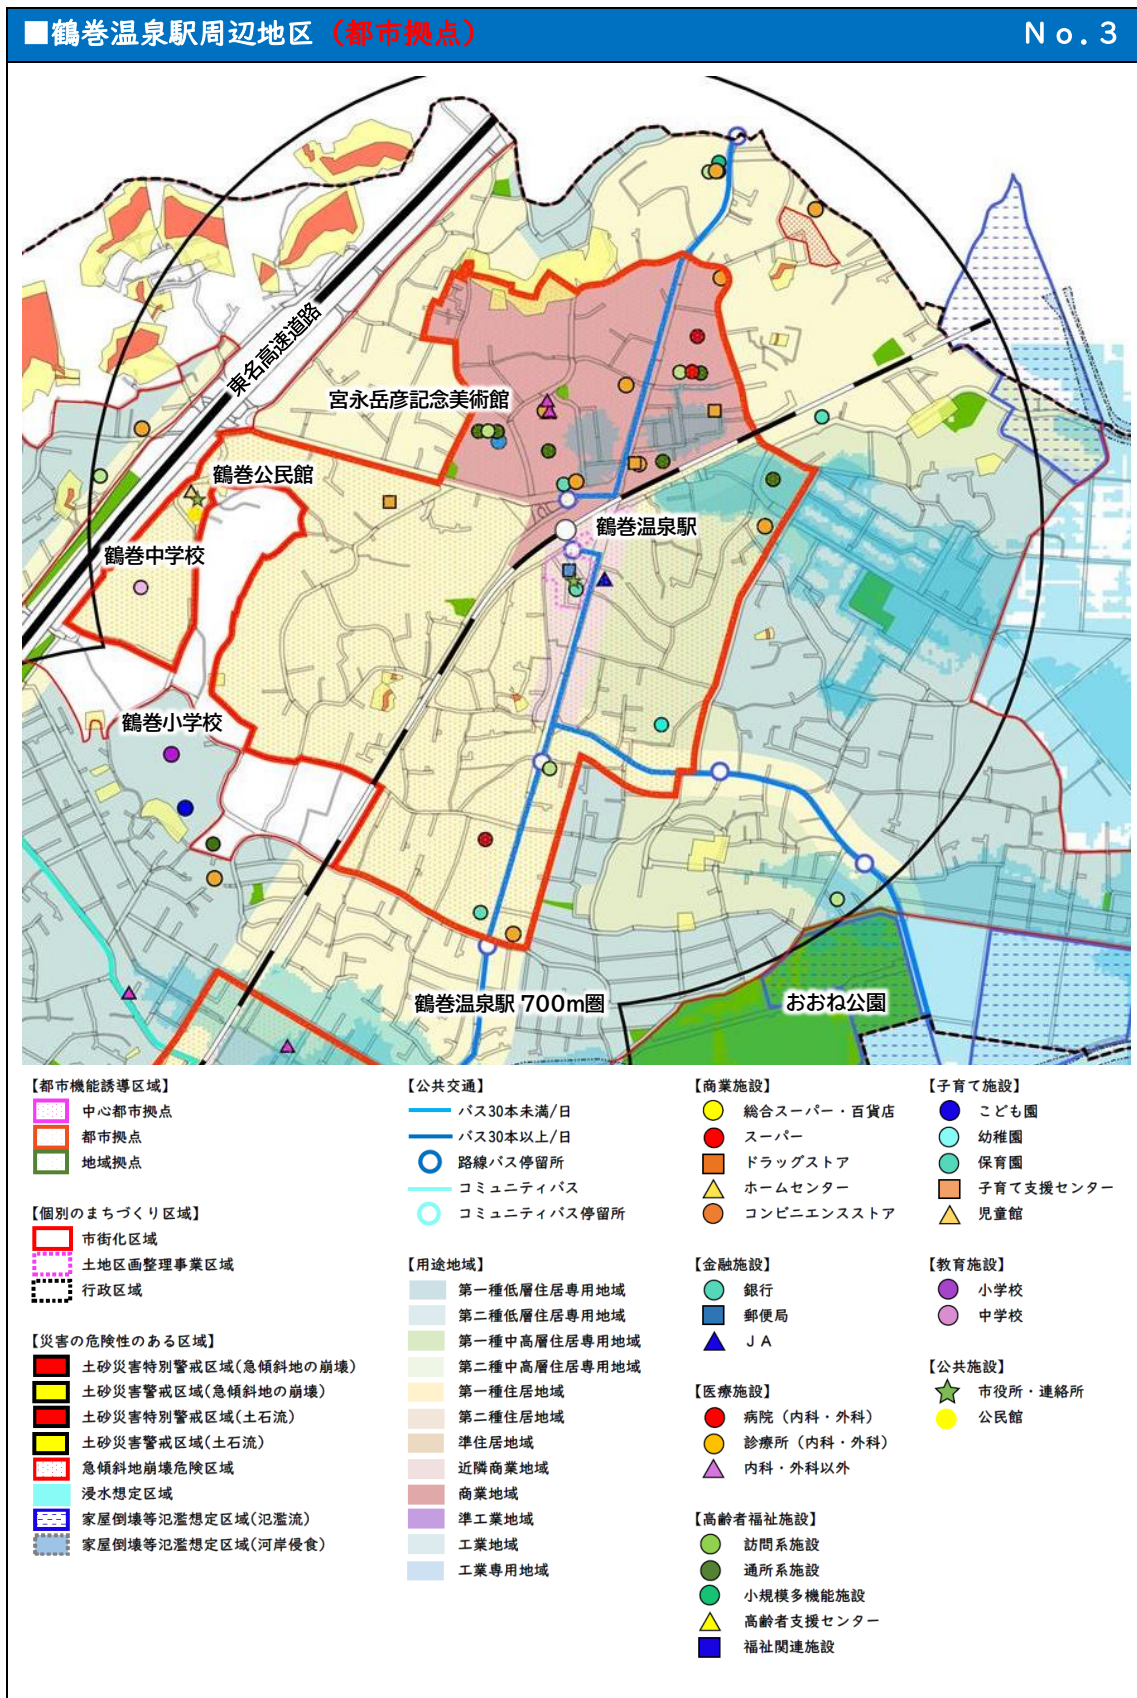 ■鶴巻温泉駅周辺地区（都市拠点） Ｎｏ.３
東名高速道路
宮永岳彦記念美術館
鶴巻公民館
鶴巻温泉駅
鶴巻中学校
鶴巻小学校
鶴巻温泉駅 700m圏
おおね公園
【都市機能誘導区域】
中心都市拠点
都市拠点
地域拠点
【個別のまちづくり区域】
市街化区域
土地区画整理事業区域
行政区域
【災害の危険性のある区域】
土砂災害特別警戒区域(急傾斜地の崩壊)
土砂災害警戒区域(急傾斜地の崩壊)
土砂災害特別警戒区域(土石流)
土砂災害警戒区域(土石流)
急傾斜地崩壊危険区域
浸水想定区域
家屋倒壊等氾濫想定区域(氾濫流)
家屋倒壊等氾濫想定区域(河岸侵食)
【公共交通】
バス30本未満/日
バス30本以上/日
路線バス停留所
コミュニティバス
コミュニティバス停留所
【用途地域】
第一種低層住居専用地域
第二種低層住居専用地域
第一種中高層住居専用地域
第二種中高層住居専用地域
第一種住居地域
第二種住居地域
準住居地域
近隣商業地域
商業地域
準工業地域
工業地域
工業専用地域
【商業施設】
総合スーパー・百貨店
スーパー
ドラッグストア
ホームセンター
コンビニエンスストア
【金融施設】
銀行
郵便局
ＪＡ
【医療施設】
病院（内科・外科）
診療所（内科・外科）
内科・外科以外
【高齢者福祉施設】
訪問系施設
通所系施設
小規模多機能施設
高齢者支援センター
福祉関連施設
【子育て施設】
こども園
幼稚園
保育園
子育て支援センター
児童館
【教育施設】
小学校
中学校
【公共施設】
市役所・連絡所
公民館